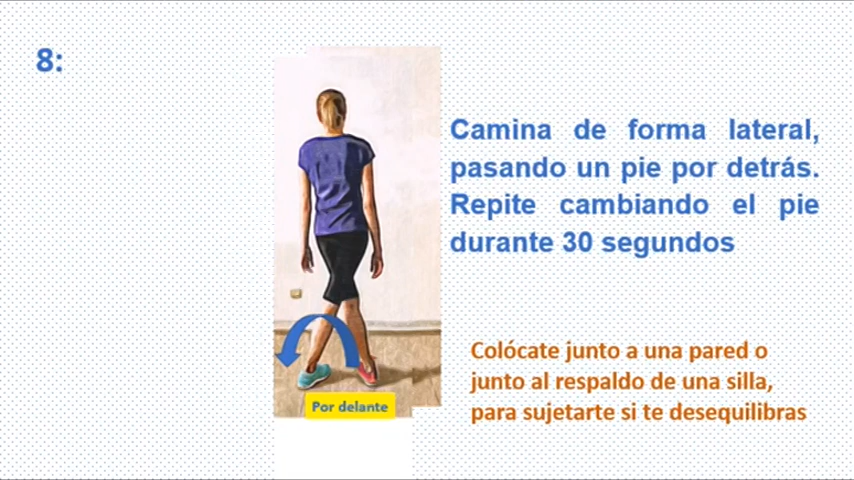 8:
Camina de forma lateral,
pasando un pie por detrás.
Repite cambiando el pie
durante 30 segundos
Colócate junto a una pared o
junto al respaldo de una silla,
para sujetarte si te desequilibras
Por delante